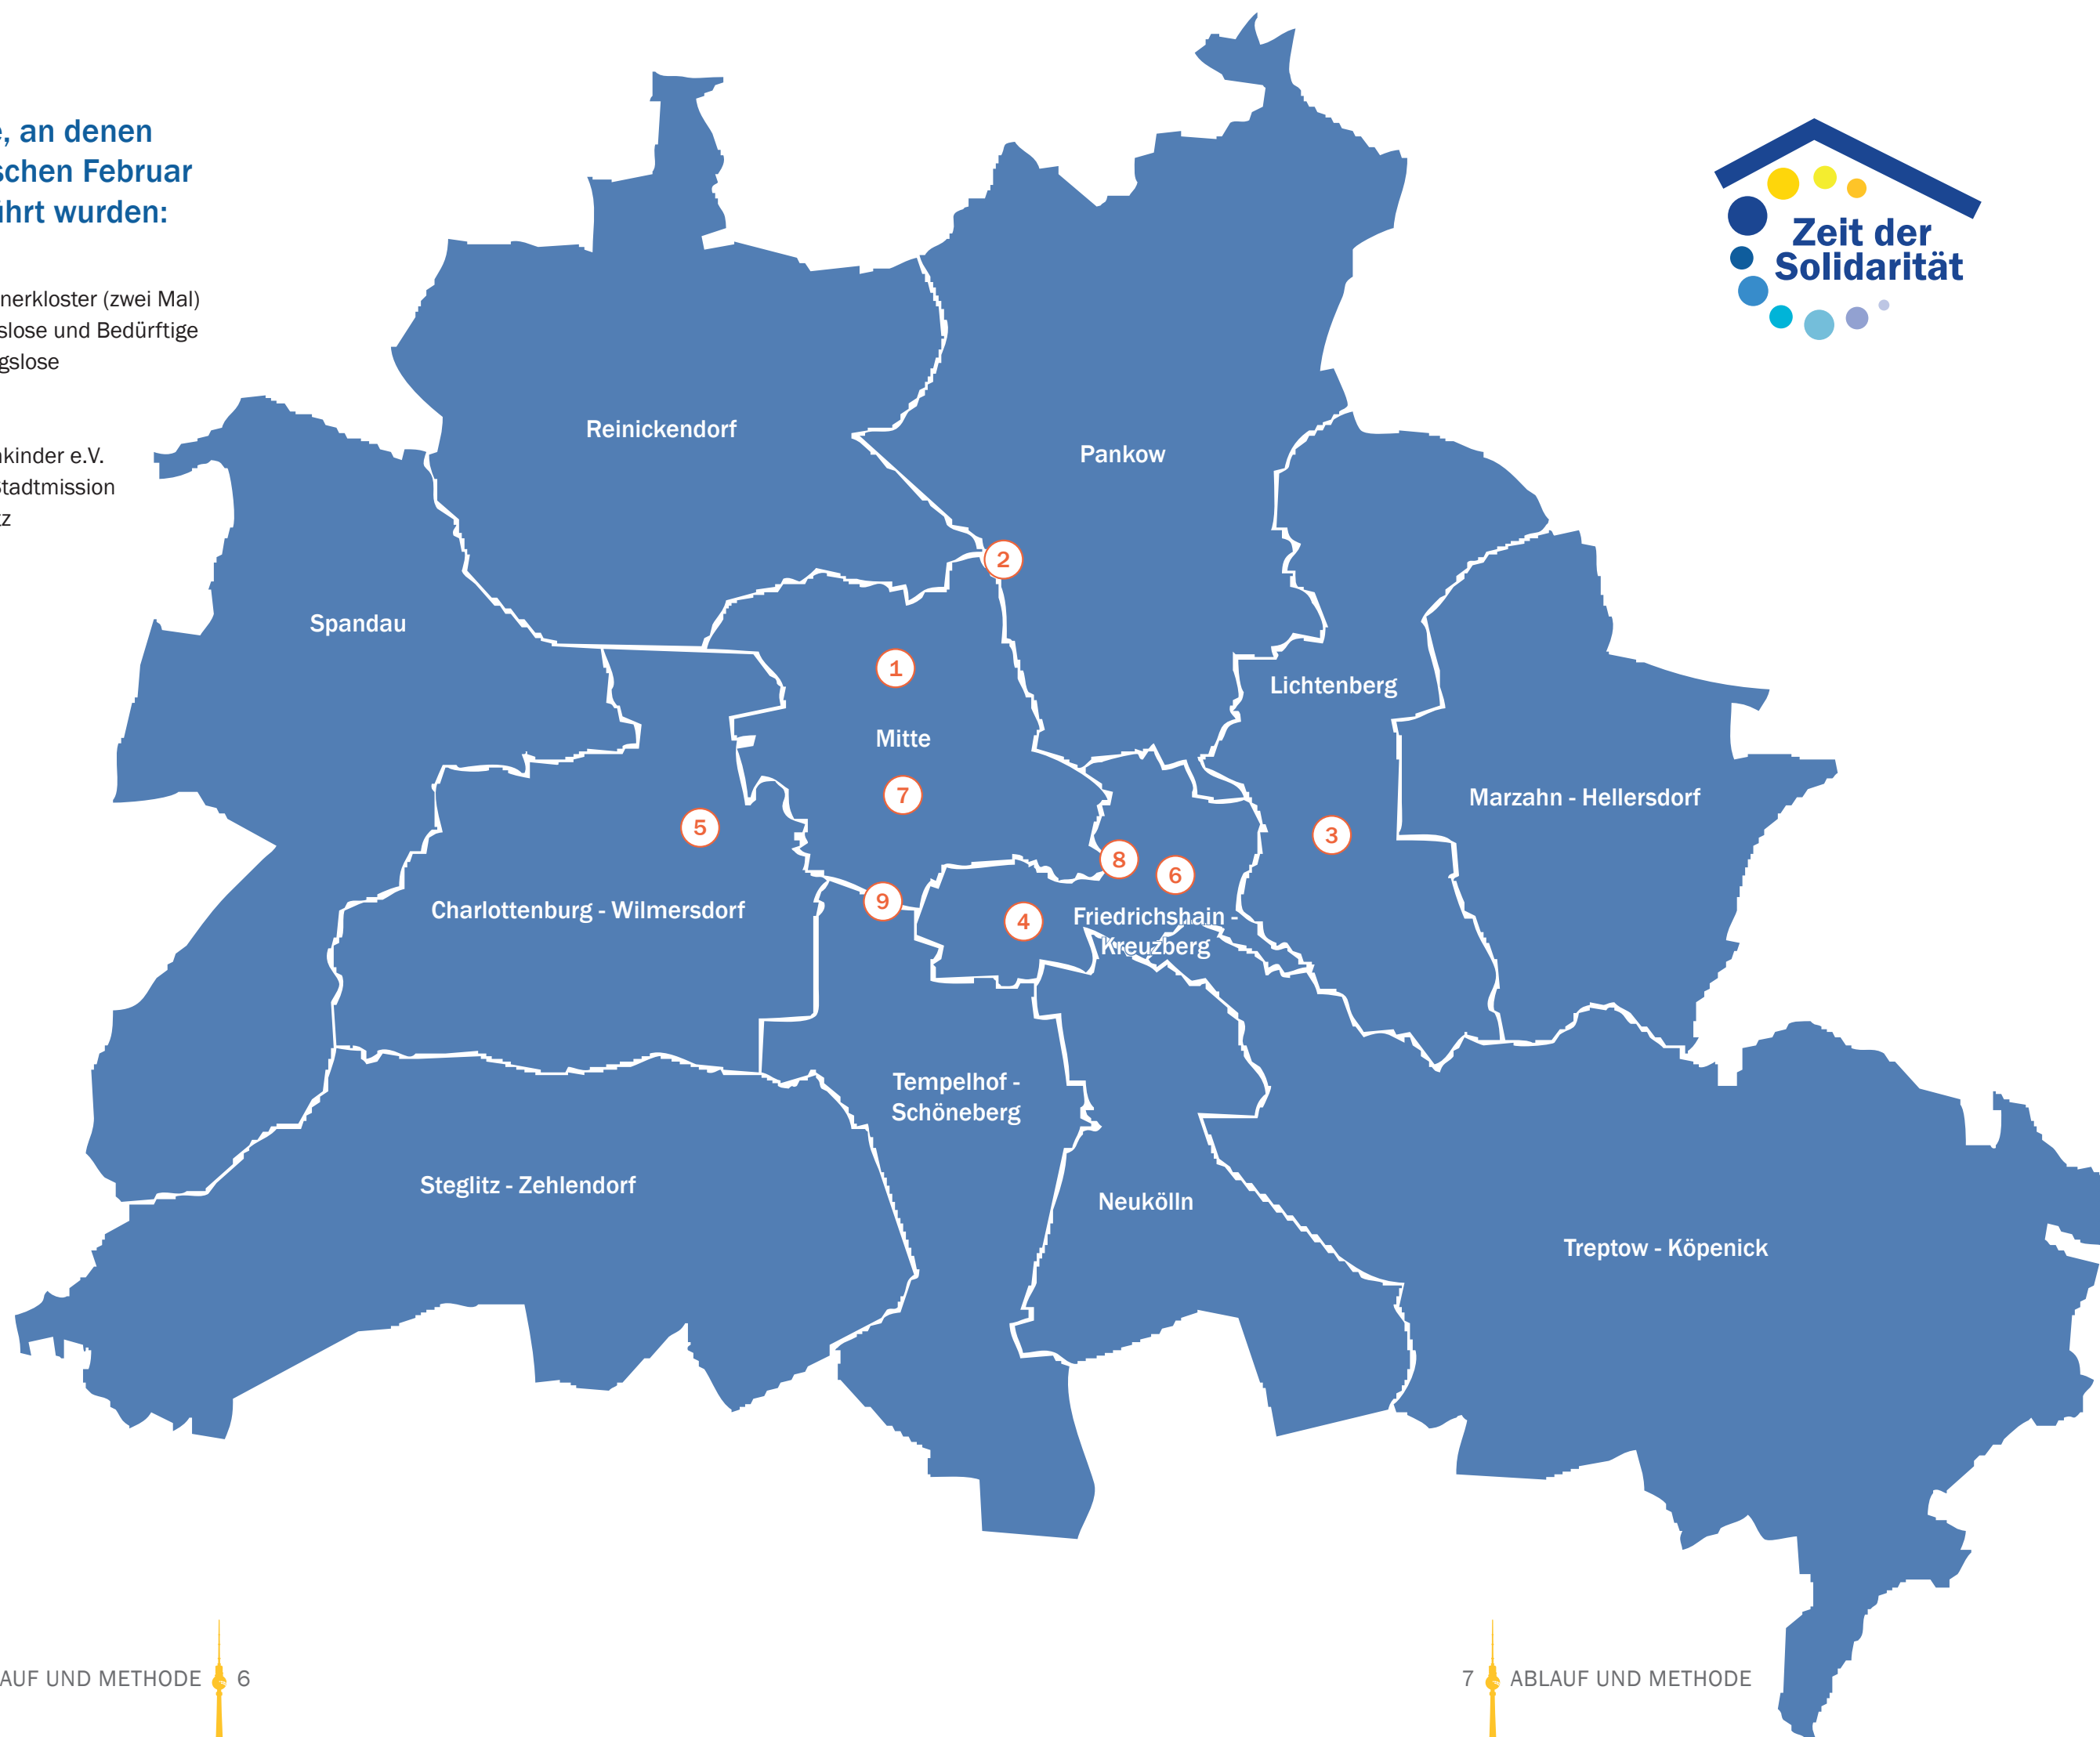 , an denen
schen Februar
hrt wurden:
nerkloster (zwei Mal)
slose und Bedürftige
gslose
kinder e.V.
Stadtmission
tz
Zeit der
Solidarität
Reinickendorf
Pankow
2
Spandau
1
Lichtenberg
Mitte
7
Marzahn - Hellersdorf
5
3
8
6
9
Charlottenburg - Wilmersdorf
4
Friedrichshain -
Kreuzberg
Tempelhof -
Schöneberg
Steglitz - Zehlendorf
Neukölln
Treptow - Köpenick
AUF UND METHODE 6
7 ABLAUF UND METHODE